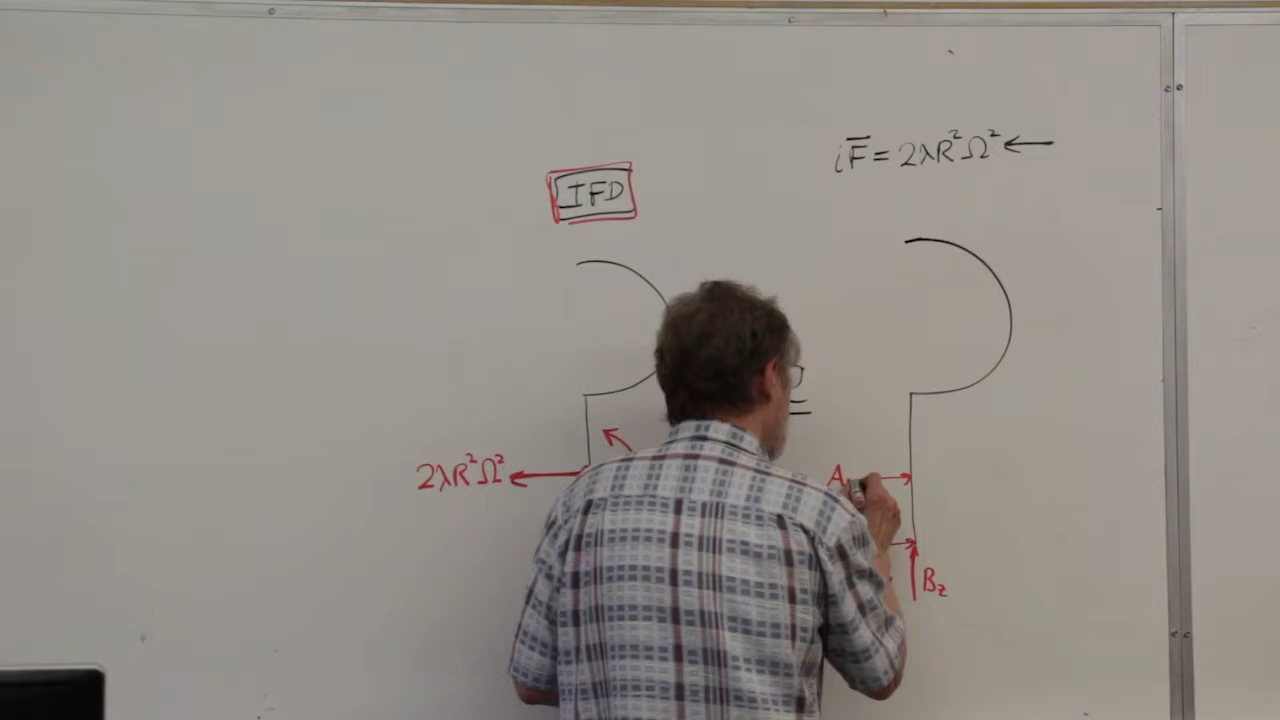 iF̅ = 2λR²Ω² ←
IFD
2λR²Ω²
A
B_z